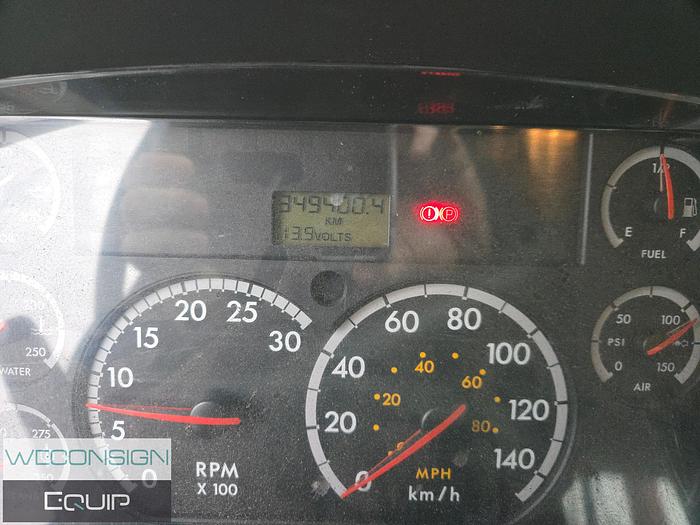 349400.4
KM
13.9VOLTS
P
1/2
E F
FUEL
50 100
PSI
0 150
AIR
250
WATER
275
0 5 10 15 20 25 30
RPM
X 100
0 20 40 60 80 100 120 140
20 40 60 80
MPH
km/h
WECONSIGN
EQUIP